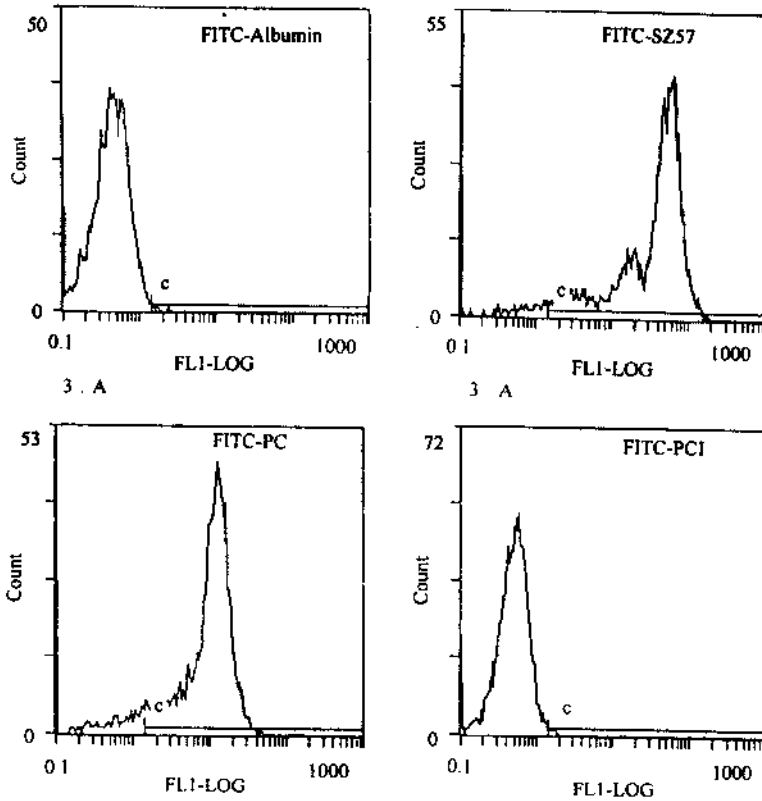 50
FITC-Albumin
Count
c
0
0.1
1000
FL1-LOG
3 . A
55
FITC-SZ57
Count
C
0
0 1
1000
FL1-LOG
3 A
53
FITC-PC
Count
C
0
0 1
1000
FL1-LOG
72
FITC-PCI
Count
c
0
0.1
1000
FL1-LOG